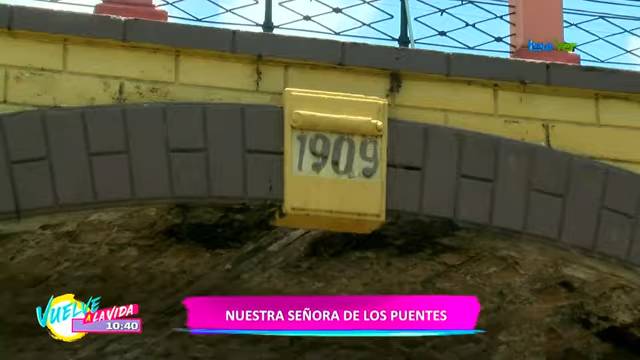 1909
VUELVE
A LA VIDA
10:40
NUESTRA SEÑORA DE LOS PUENTES